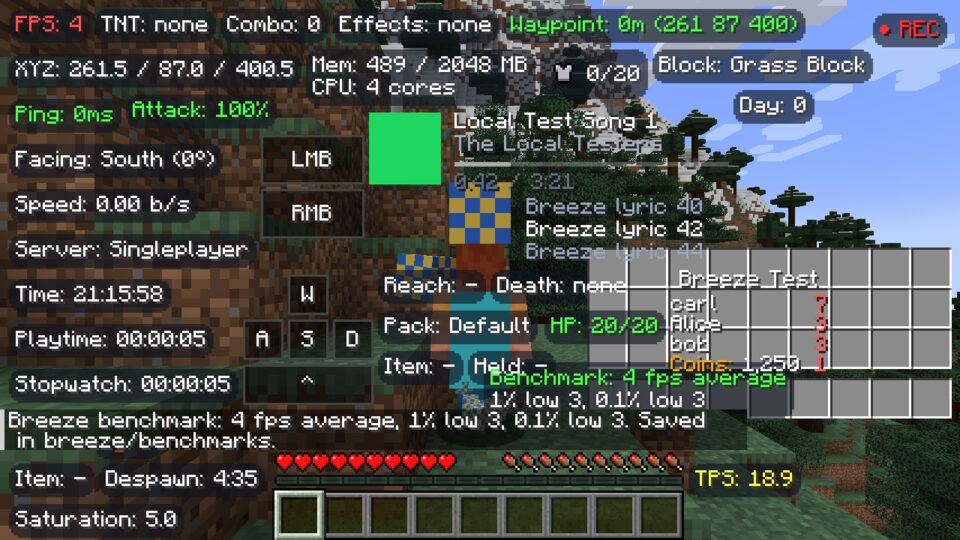 FPS: 4 TNT: none Combo: 0 Effects: none Waypoint: 0m (261 87 400) REC
XYZ: 261.5 / 87.0 / 400.5
Mem: 489 / 2048 MB
CPU: 4 cores
0/20
Block: Grass Block
Day: 0
Ping: 0ms
Attack: 100%
Local Test Song 1
The Local Testers
0:42 / 3:21
Facing: South (0°)
LMB
Speed: 0.00 b/s
RMB
Breeze lyric 40
Breeze lyric 42
Breeze lyric 44
Server: Singleplayer
Time: 21:15:58
W
Reach: - Death: none
Breeze Test
carl 7
Alice 3
bob 3
Coins: 1,250 1
Playtime: 00:00:05
A S D
Pack: Default HP: 20/20
Item: - Held: -
Stopwatch: 00:00:05
^
Benchmark: 4 fps average
1% low 3, 0.1% low 3
Breeze benchmark: 4 fps average, 1% low 3, 0.1% low 3. Saved
in breeze/benchmarks.
Item: - Despawn: 4:35
TPS: 18.9
Saturation: 5.0